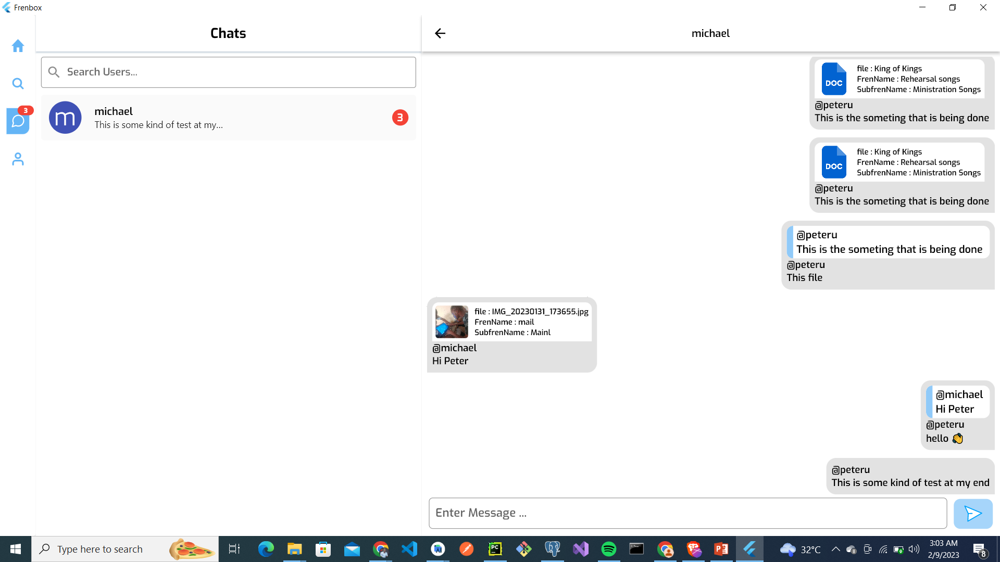 Frenbox
Chats
Search Users...
3
michael
This is some kind of test at my...
3
m
michael
DOC
file : King of Kings
FrenName : Rehearsal songs
SubfrenName : Ministration Songs
@peteru
This is the someting that is being done
DOC
file : King of Kings
FrenName : Rehearsal songs
SubfrenName : Ministration Songs
@peteru
This is the someting that is being done
@peteru
This is the someting that is being done
@peteru
This file
file : IMG_20230131_173655.jpg
FrenName : mail
SubfrenName : Mainl
@michael
Hi Peter
@michael
Hi Peter
@peteru
hello 👏
@peteru
This is some kind of test at my end
Enter Message ...
Type here to search
PC
32°C
3:03 AM
2/9/2023
8